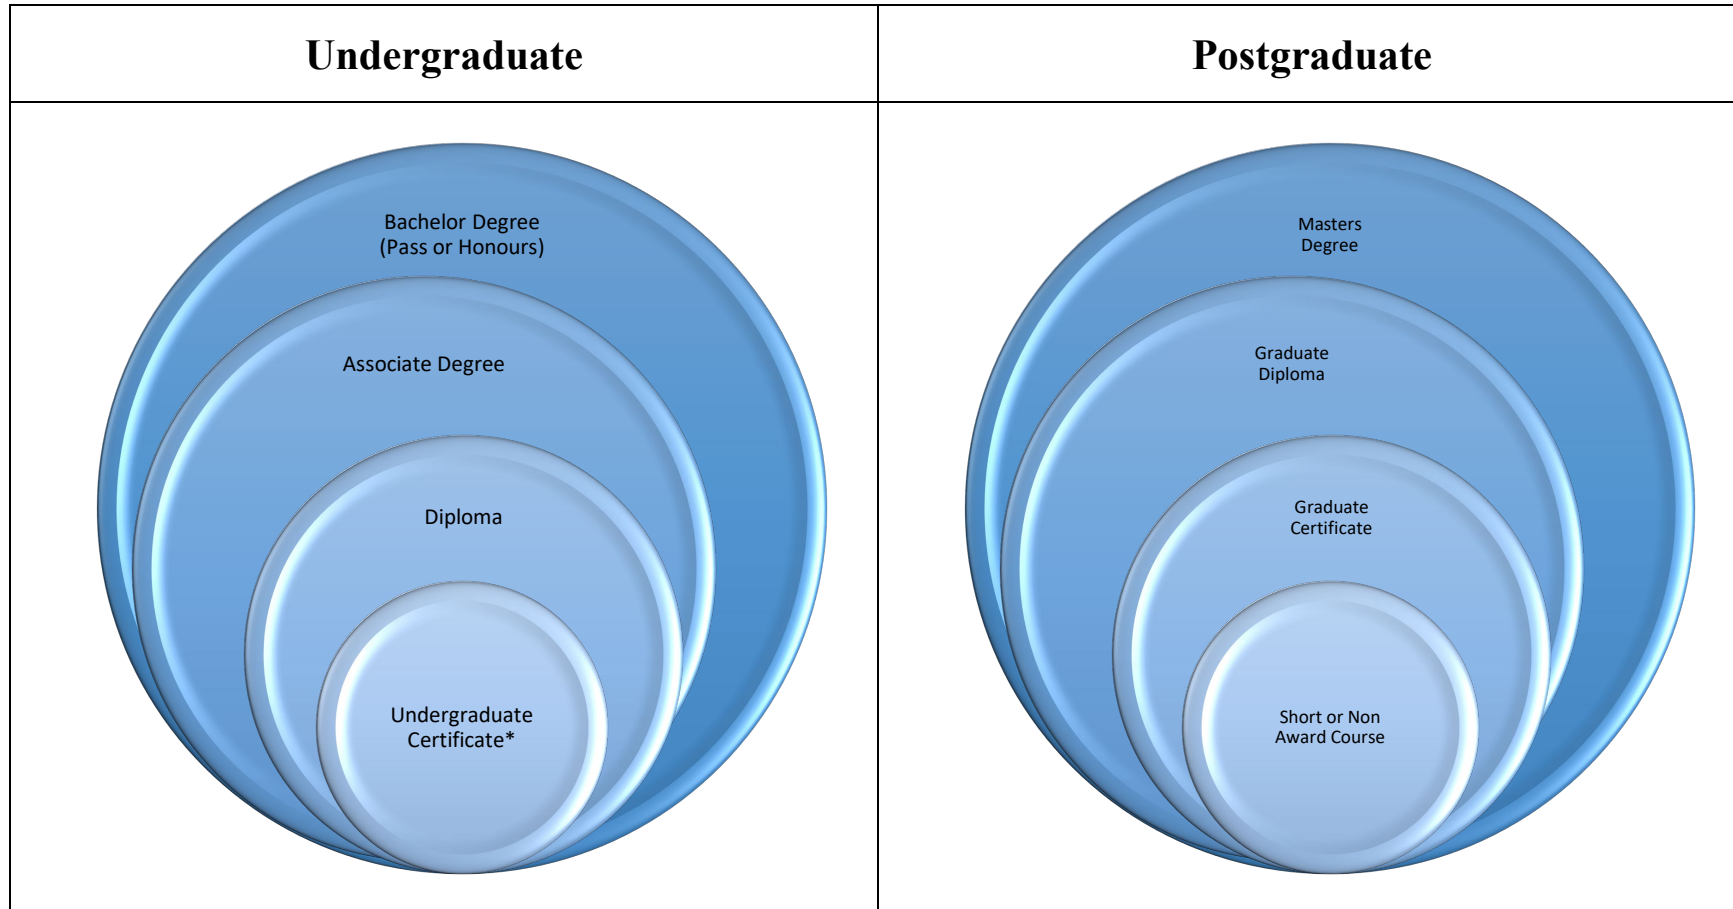 Undergraduate
Postgraduate
Bachelor Degree
(Pass or Honours)
Associate Degree
Diploma
Undergraduate
Certificate*
Masters
Degree
Graduate
Diploma
Graduate
Certificate
Short or Non
Award Course